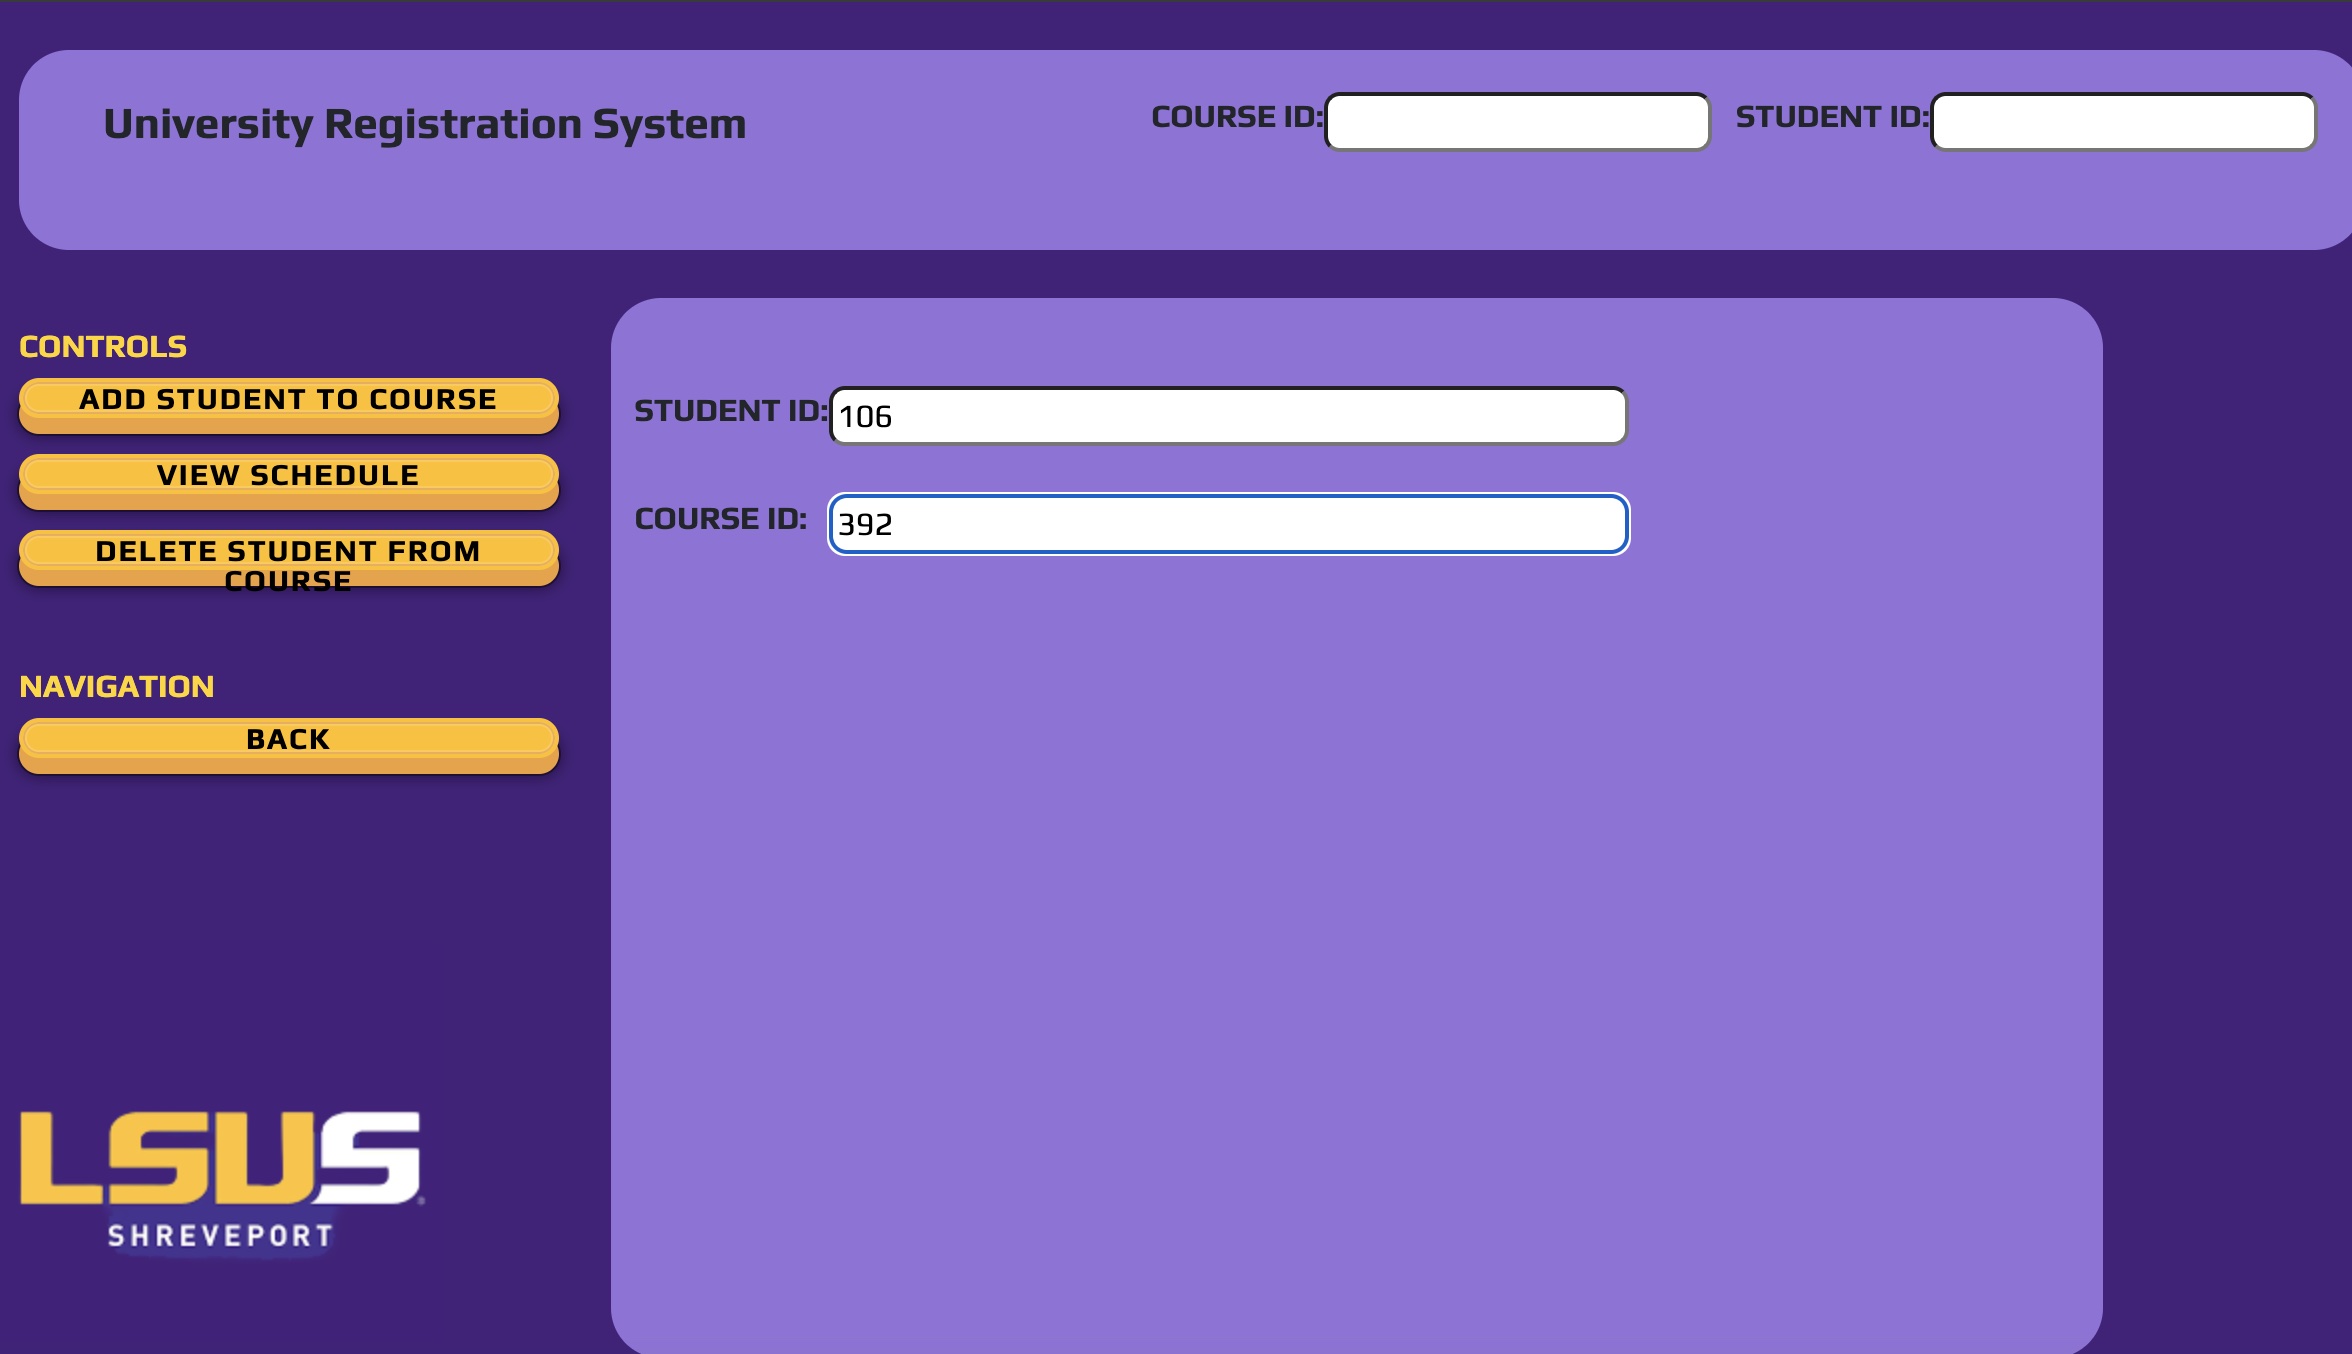 University Registration System
COURSE ID:
STUDENT ID:
CONTROLS
ADD STUDENT TO COURSE
VIEW SCHEDULE
DELETE STUDENT FROM
COURSE
NAVIGATION
BACK
STUDENT ID: 106
COURSE ID: 392
LSUS
SHREVEPORT